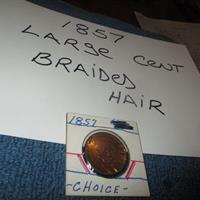 1857
LARGE CENT
BRAIDED
HAIR
1857
-CHOICE-